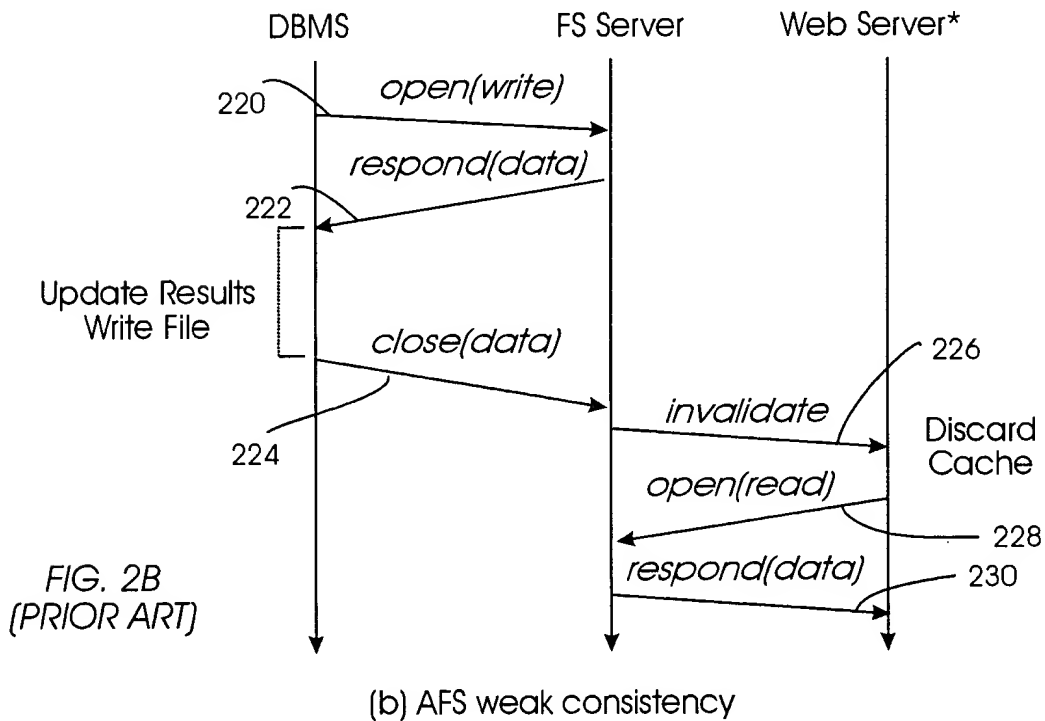 DBMS
FS Server
Web Server*
open(write)
220
respond(data)
222
Update Results
Write File
close(data)
226
invalidate
224
Discard
Cache
open(read)
228
respond(data)
230
FIG. 2B
(PRIOR ART)
(b) AFS weak consistency